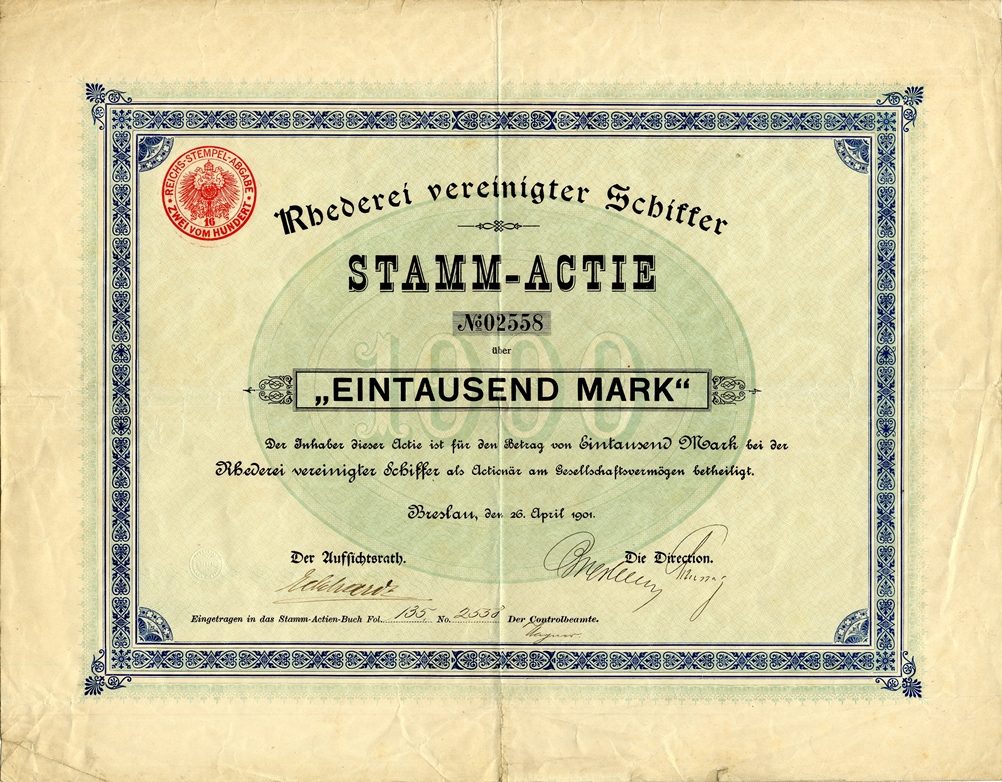 REICHS-STEMPEL-ABGABE
16
ZWEI VOM HUNDERT
Rhederei vereinigter Schiffer
STAMM-ACTIE
№ 02558
über
1000
„EINTAUSEND MARK“
Der Inhaber dieser Actie ist für den Betrag von Eintausend Mark bei der
Rhederei vereinigter Schiffer als Actionär am Gesellschaftsvermögen betheiligt.
Breslau, den 26. April 1901.
Der Aufsichtsrath. Die Direction.
Eingetragen in das Stamm-Actien-Buch Fol. 135, No. 2558 Der Controlbeamte.